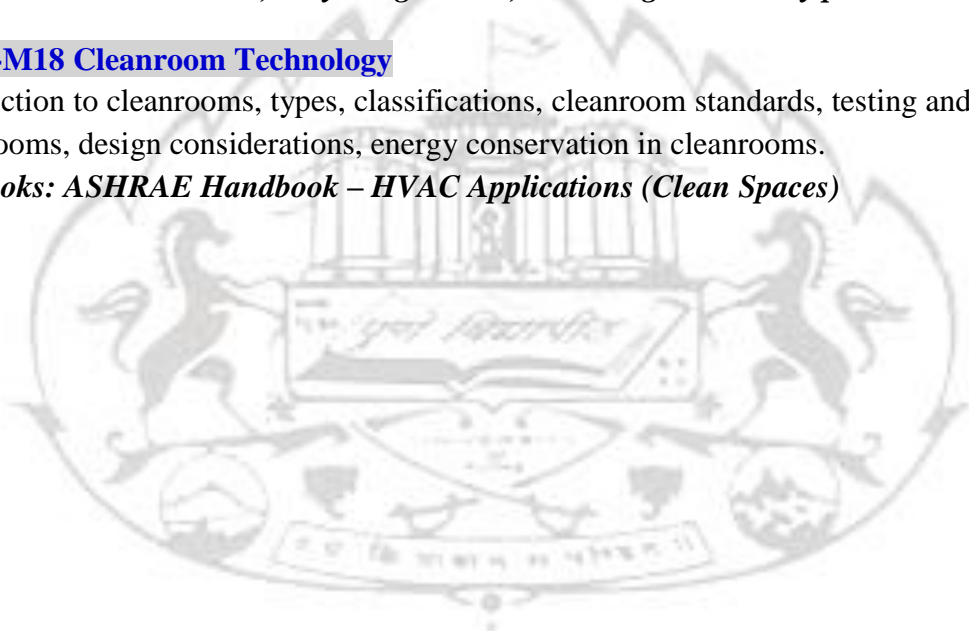 -M18 Cleanroom Technology
ction to cleanrooms, types, classifications, cleanroom standards, testing and
ooms, design considerations, energy conservation in cleanrooms.
ooks: ASHRAE Handbook – HVAC Applications (Clean Spaces)